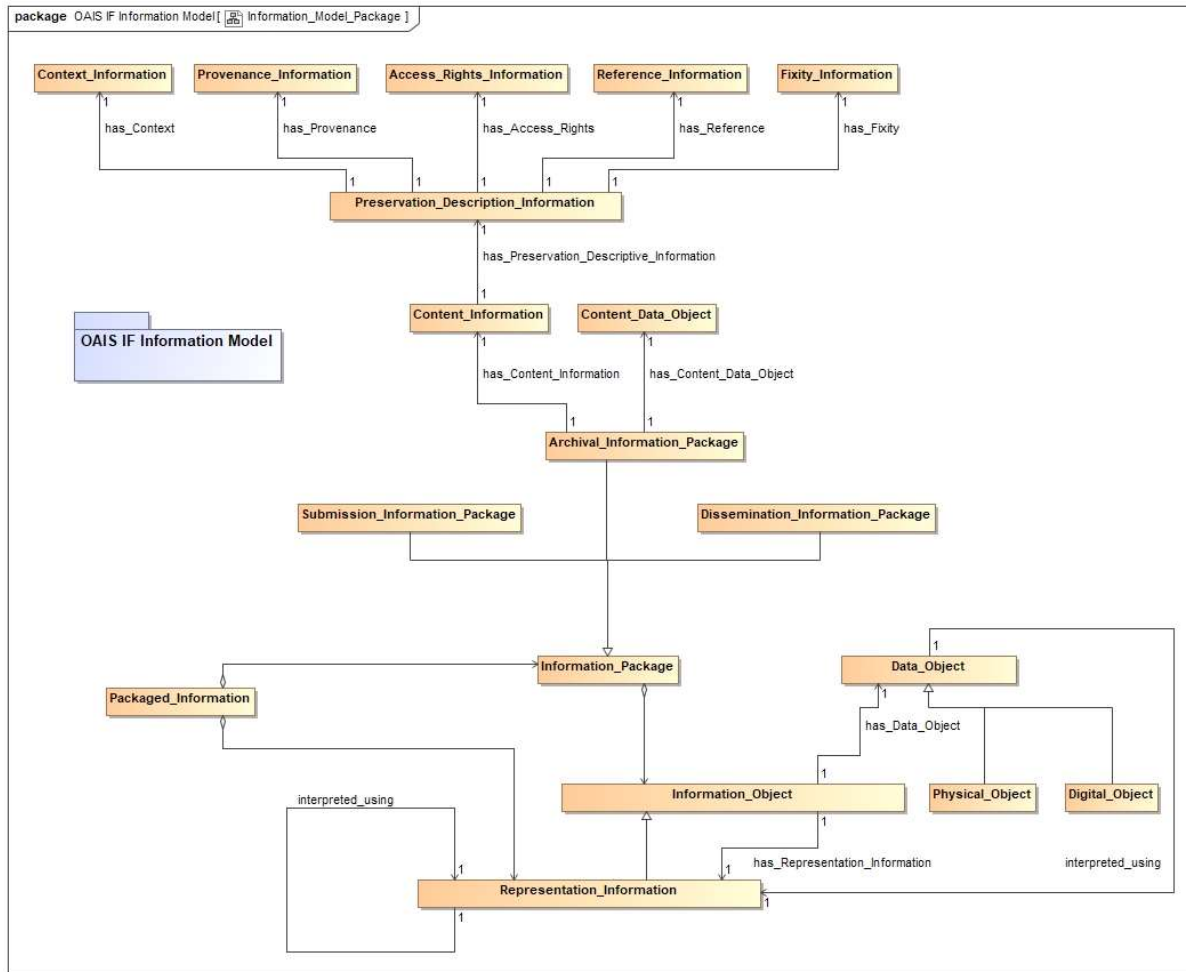 package OAIS IF Information Model[ Information_Model_Package ]
Context_Information
Provenance_Information
Access_Rights_Information
Reference_Information
Fixity_Information
1
1
1
1
1
has_Context
has_Provenance
has_Access_Rights
has_Reference
has_Fixity
1
1
1
1
1
Preservation_Description_Information
1
has_Preservation_Descriptive_Information
1
Content_Information
Content_Data_Object
1
1
OAIS IF Information Model
has_Content_Information
has_Content_Data_Object
1
1
Archival_Information_Package
Submission_Information_Package
Dissemination_Information_Package
1
Information_Package
Data_Object
Packaged_Information
1
has_Data_Object
1
Information_Object
Physical_Object
Digital_Object
interpreted_using
1
has_Representation_Information
interpreted_using
1
1
Representation_Information
1
1